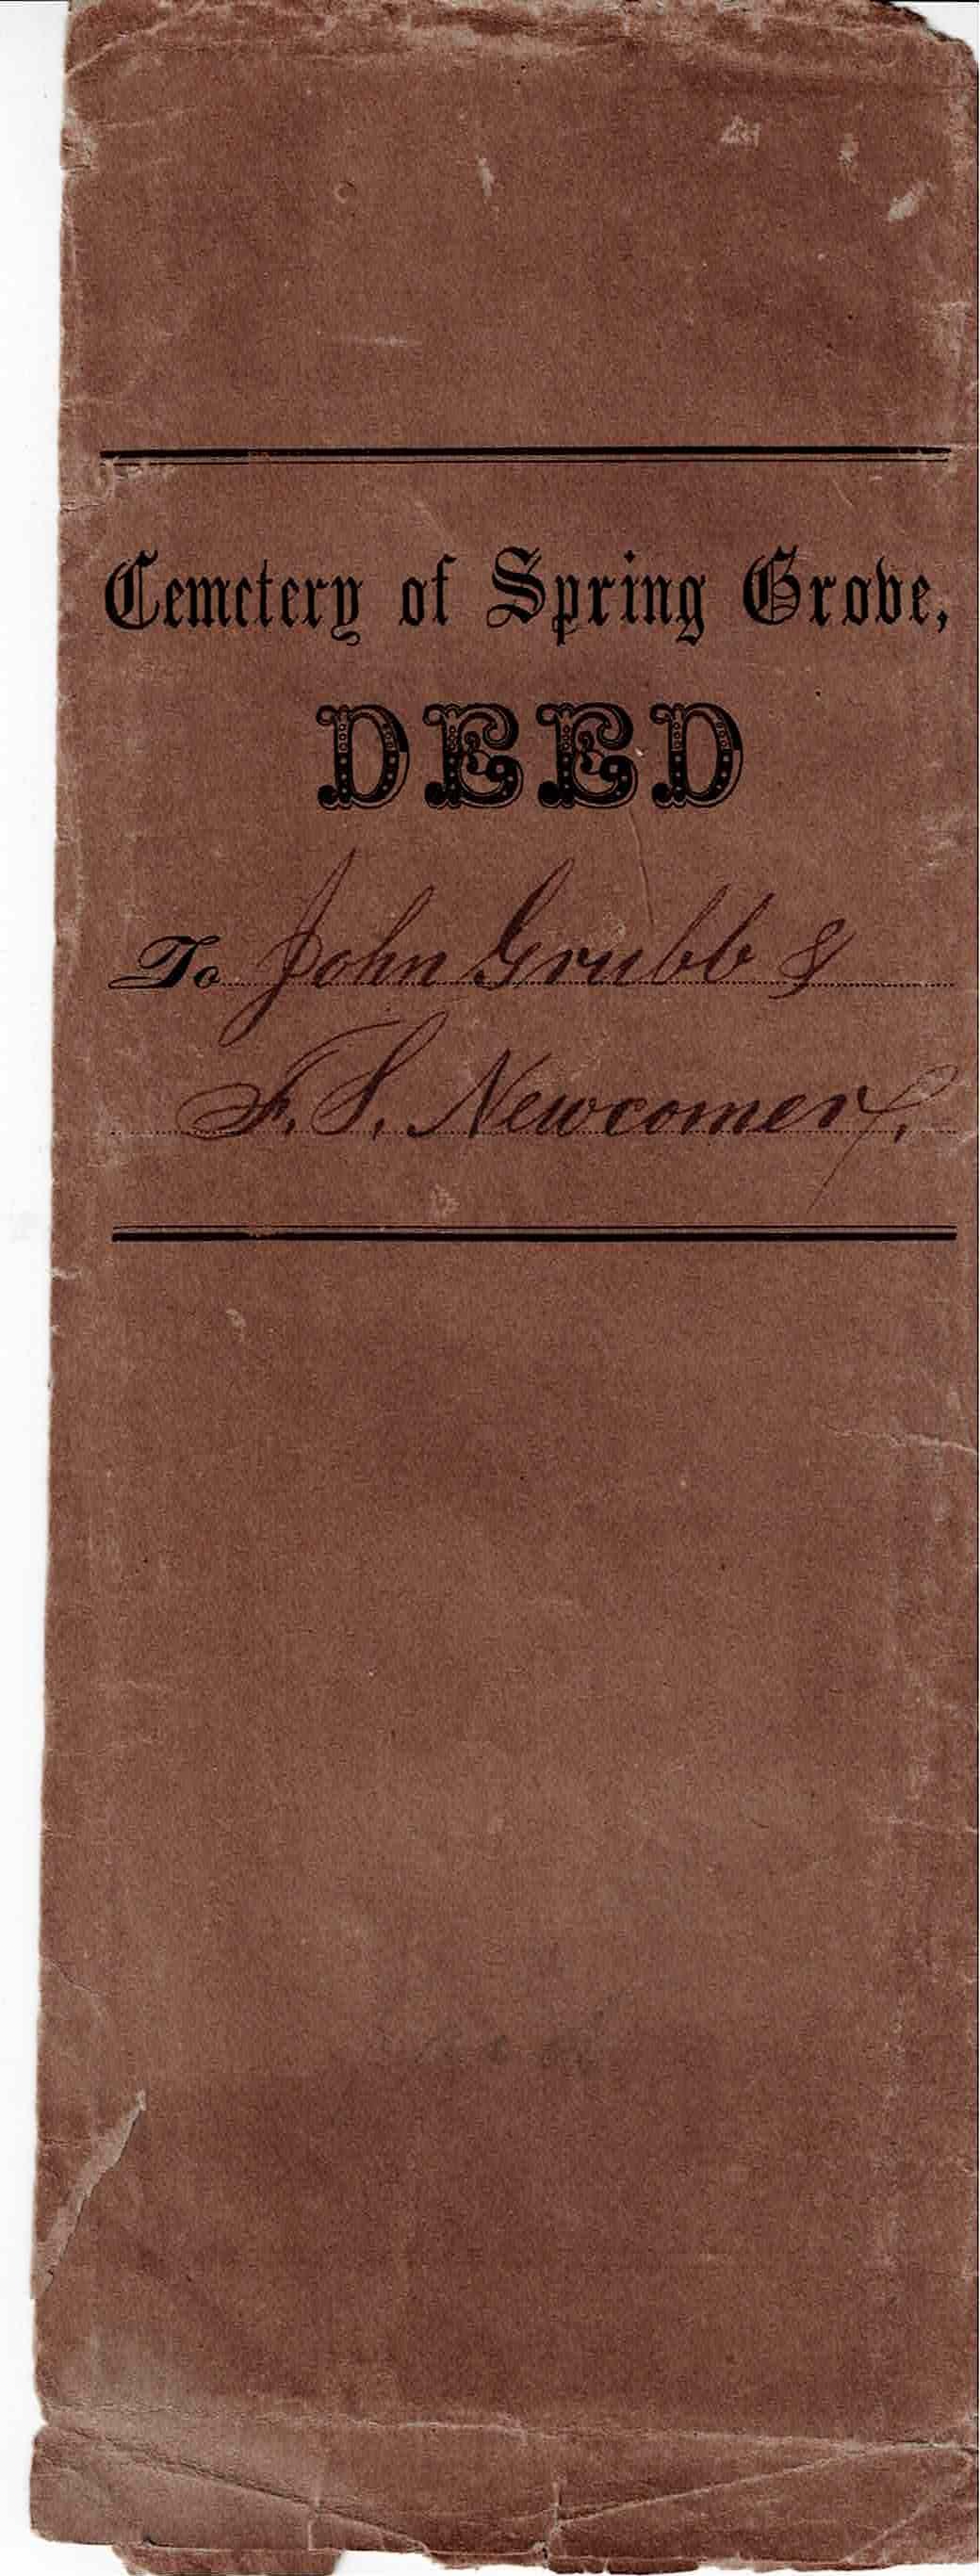 Cemetery of Spring Grove,
DEED
To John Grubb &
F. S. Newcomer.